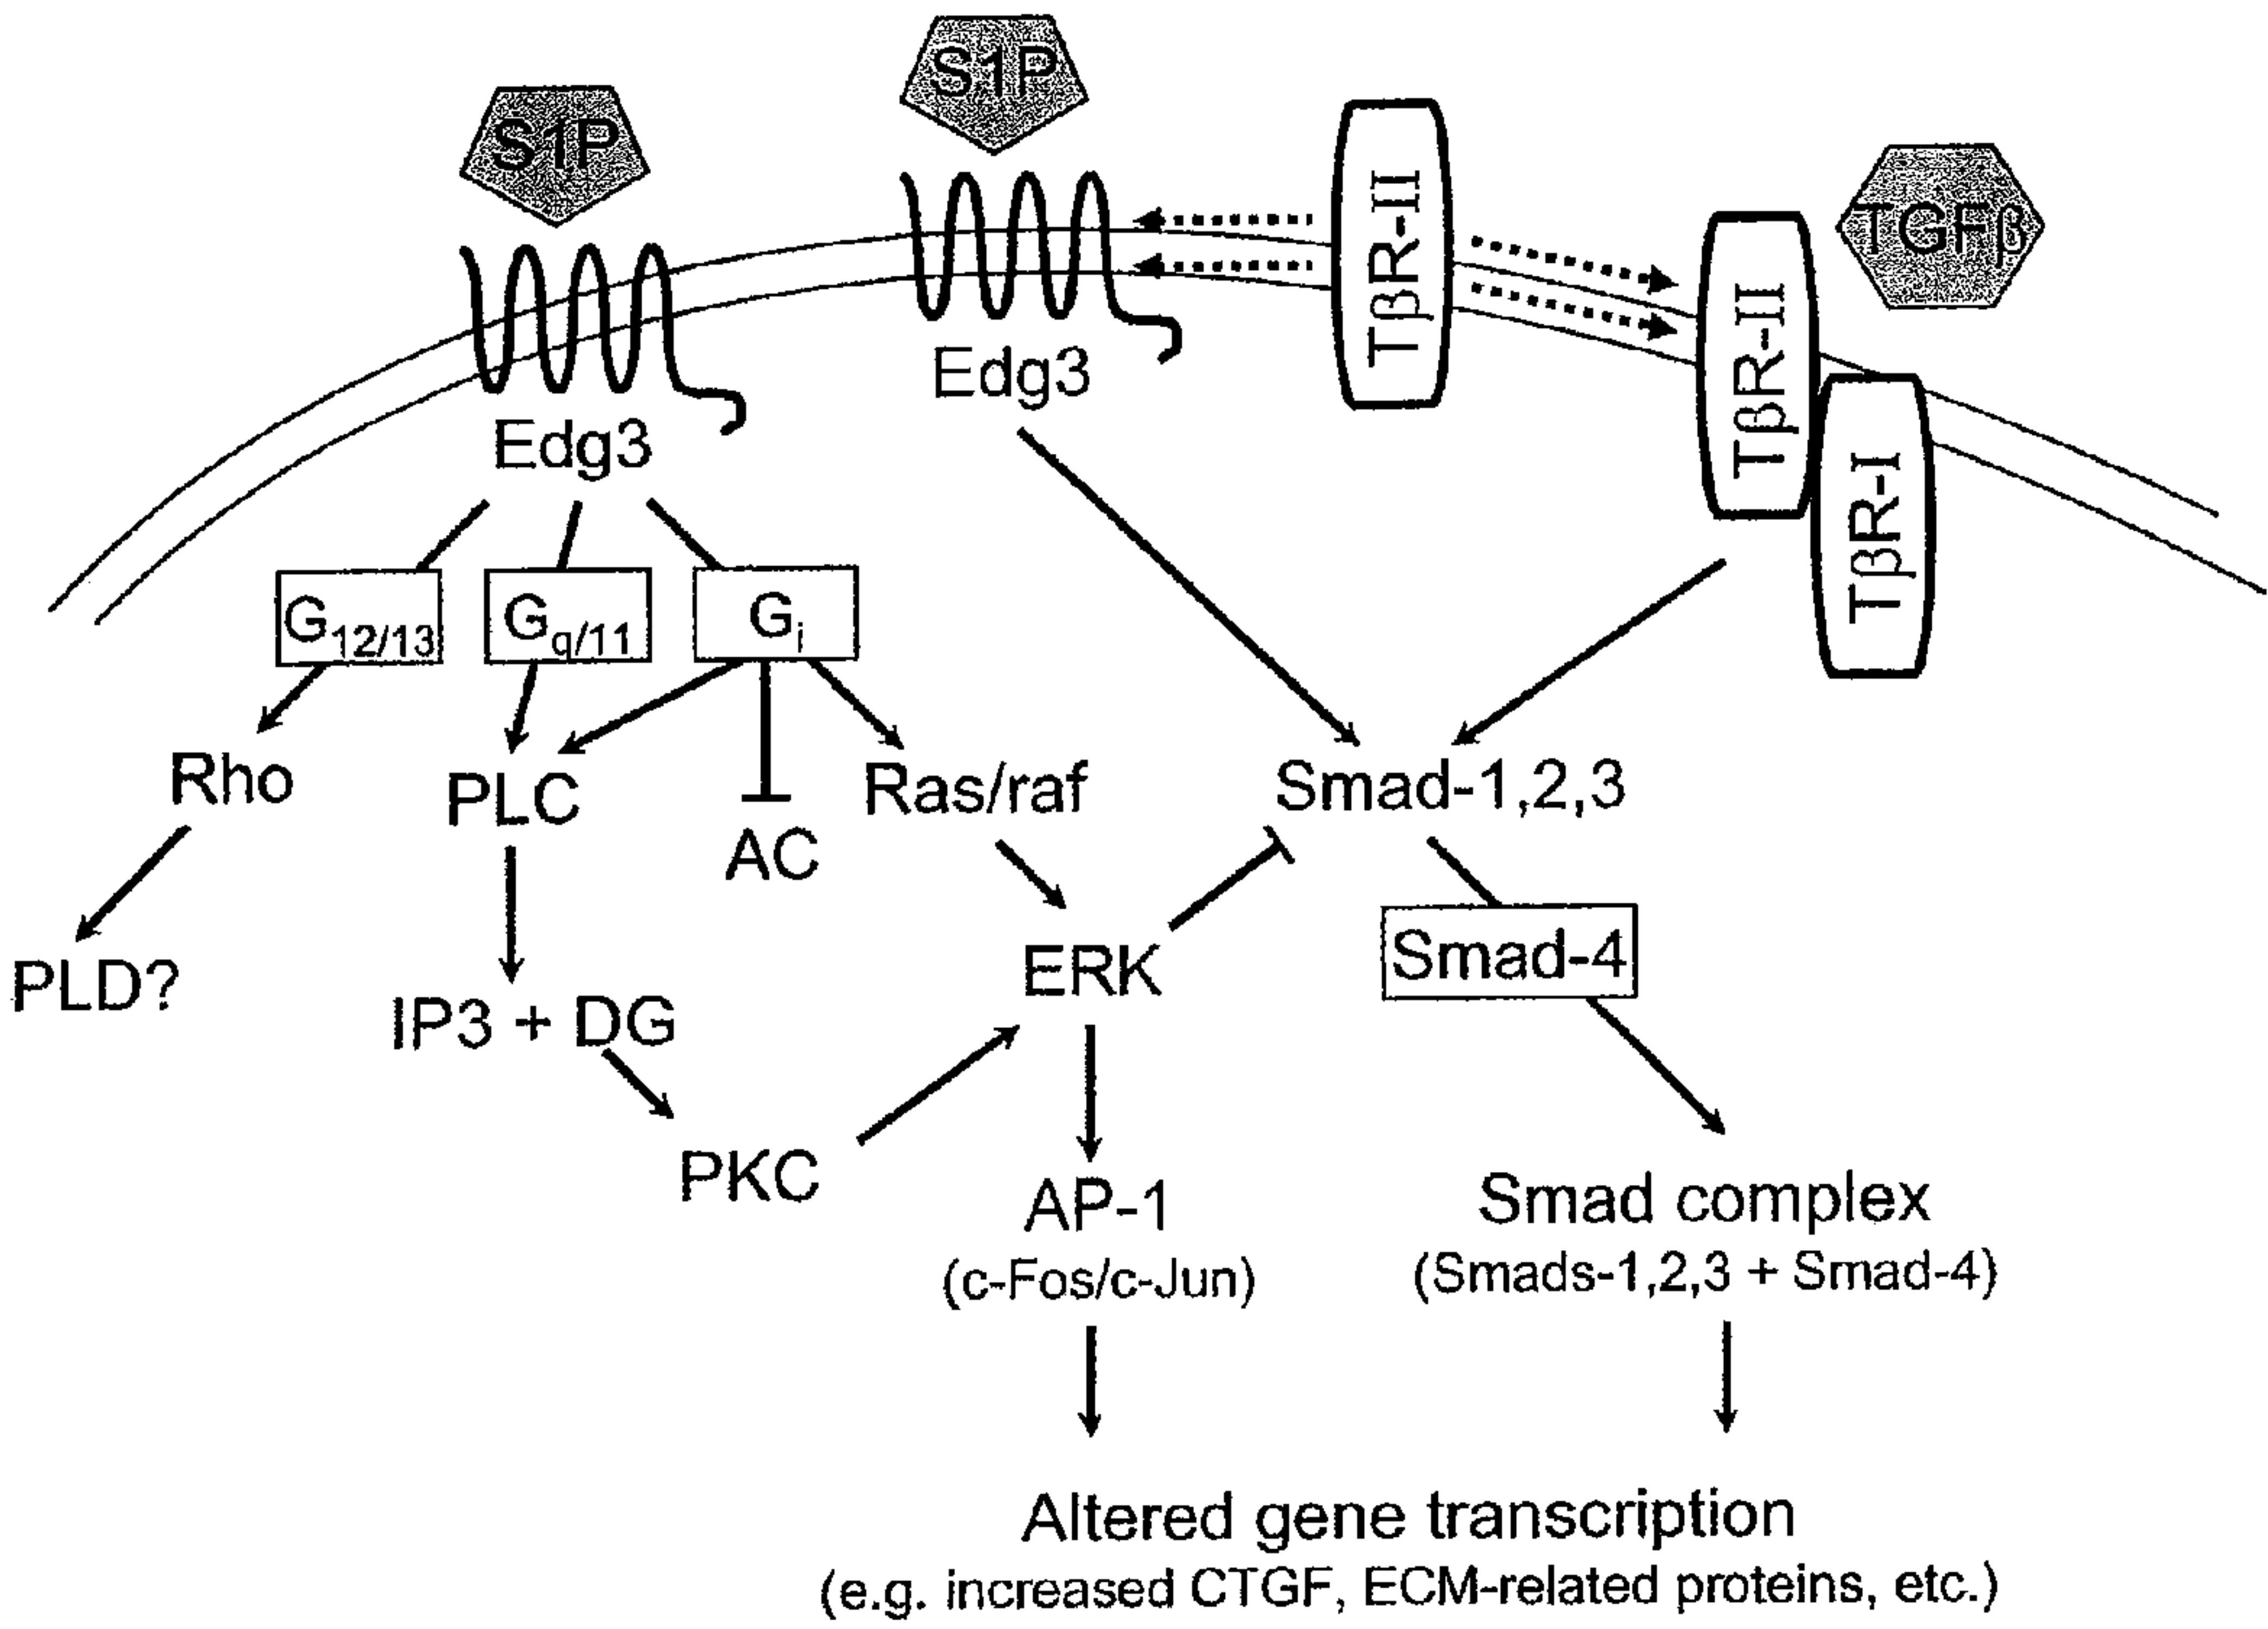 S1P
S1P
TβR-II
TGFβ
TβR-II
TβR-I
Edg3
Edg3
G12/13
Gq/11
Gi
Rho
PLC
AC
Ras/raf
Smad-1,2,3
PLD?
IP3 + DG
ERK
Smad-4
PKC
AP-1
(c-Fos/c-Jun)
Smad complex
(Smads-1,2,3 + Smad-4)
Altered gene transcription
(e.g. increased CTGF, ECM-related proteins, etc.)